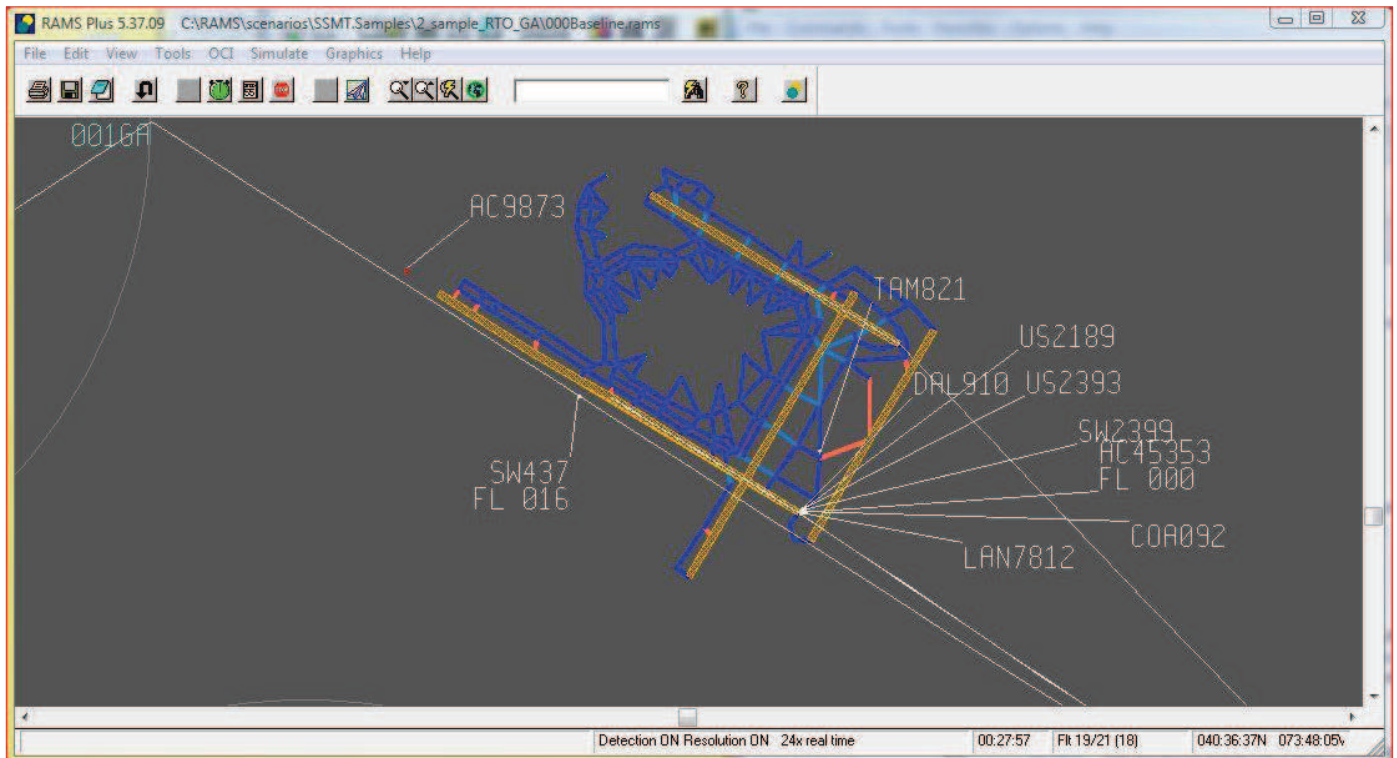 RAMS Plus 5.37.09 C:\RAMS\scenarios\SSMT.Samples\2_sample_RTO_GA\000Baseline.rams
File Edit View Tools OCI Simulate Graphics Help
001GA
AC9873
TAM821
US2189
DAL910 US2393
SW2399
AC45353
FL 000
SW437
FL 016
COA092
LAN7812
Detection ON Resolution ON 24x real time 00:27:57 Flt 19/21 (18) 040:36:37N 073:48:05